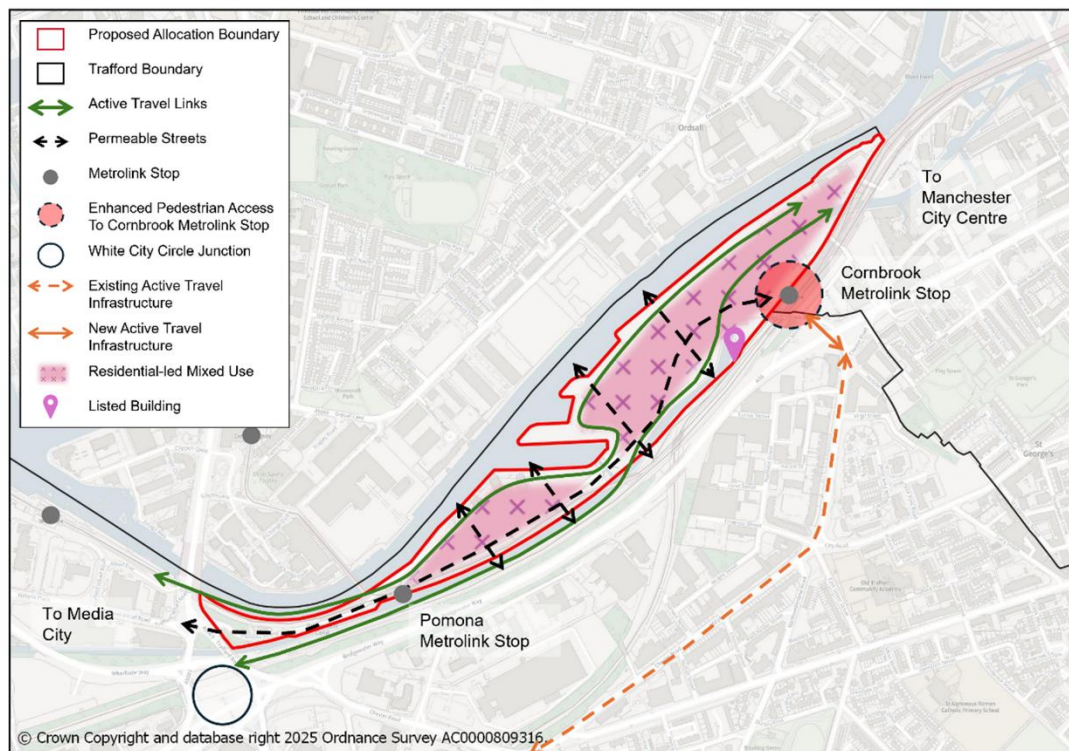 Proposed Allocation Boundary
Trafford Boundary
Active Travel Links
Permeable Streets
Metrolink Stop
Enhanced Pedestrian Access
To Cornbrook Metrolink Stop
White City Circle Junction
Existing Active Travel
Infrastructure
New Active Travel
Infrastructure
Residential-led Mixed Use
Listed Building
Ordsall
To
Manchester
City Centre
Cornbrook
Metrolink Stop
St
George's
To Media
City
Pomona
Metrolink Stop
© Crown Copyright and database right 2025 Ordnance Survey AC0000809316.